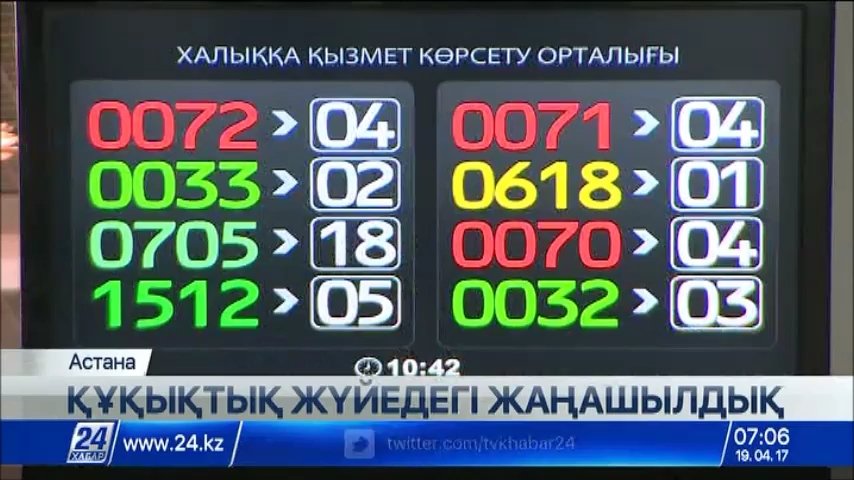 ХАЛЫҚҚА ҚЫЗМЕТ КӨРСЕТУ ОРТАЛЫҒЫ
0072 > 04
0033 > 02
0705 > 18
1512 > 05
0071 > 04
0618 > 01
0070 > 04
0032 > 03
10:42
Астана
ҚҰҚЫҚТЫҚ ЖҮЙЕДЕГІ ЖАҢАШЫЛДЫҚ
24 ХАБАР
www.24.kz
twitter.com/tvkhabar24
07:06
19.04.17